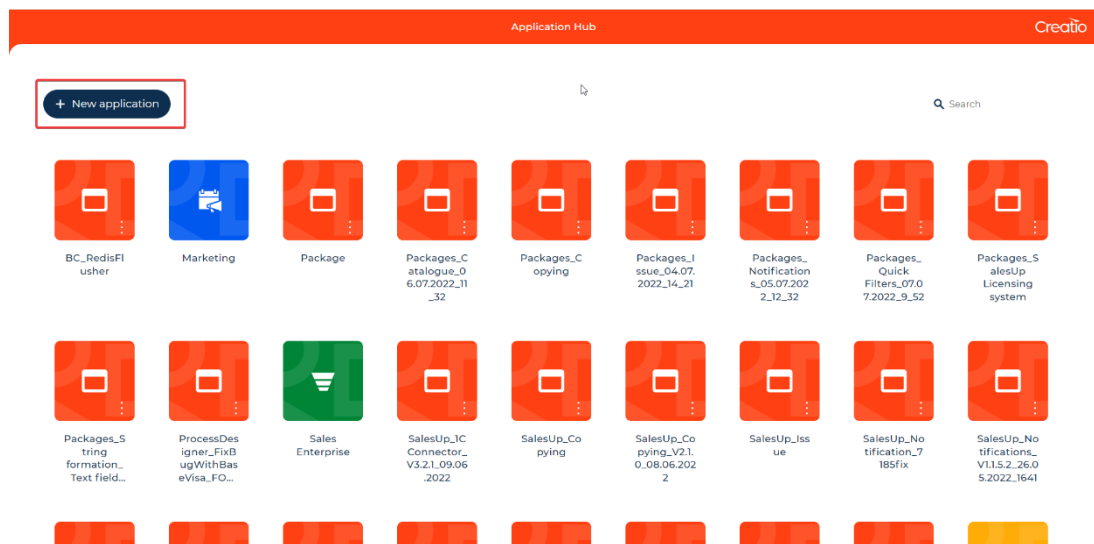 Application Hub
Creatio
+ New application
Search
BC_RedisFl
usher
Marketing
Package
Packages_C
atalogue_0
6.07.2022_11
_32
Packages_C
opying
Packages_I
ssue_04.07.
2022_14_21
Packages_
Notification
s_05.07.202
2_12_32
Packages_
Quick
Filters_07.0
7.2022_9_52
Packages_S
alesUp
Licensing
system
Packages_S
tring
formation_
Text field...
ProcessDes
igner_FixB
ugWithBas
eVisa_FO...
Sales
Enterprise
SalesUp_1C
Connector_
V3.2.1_09.06
.2022
SalesUp_Co
pying
SalesUp_Co
pying_V2.1.
0_08.06.202
2
SalesUp_Iss
ue
SalesUp_No
tification_7
185fix
SalesUp_No
tifications_
V1.1.5.2_26.0
5.2022_1641